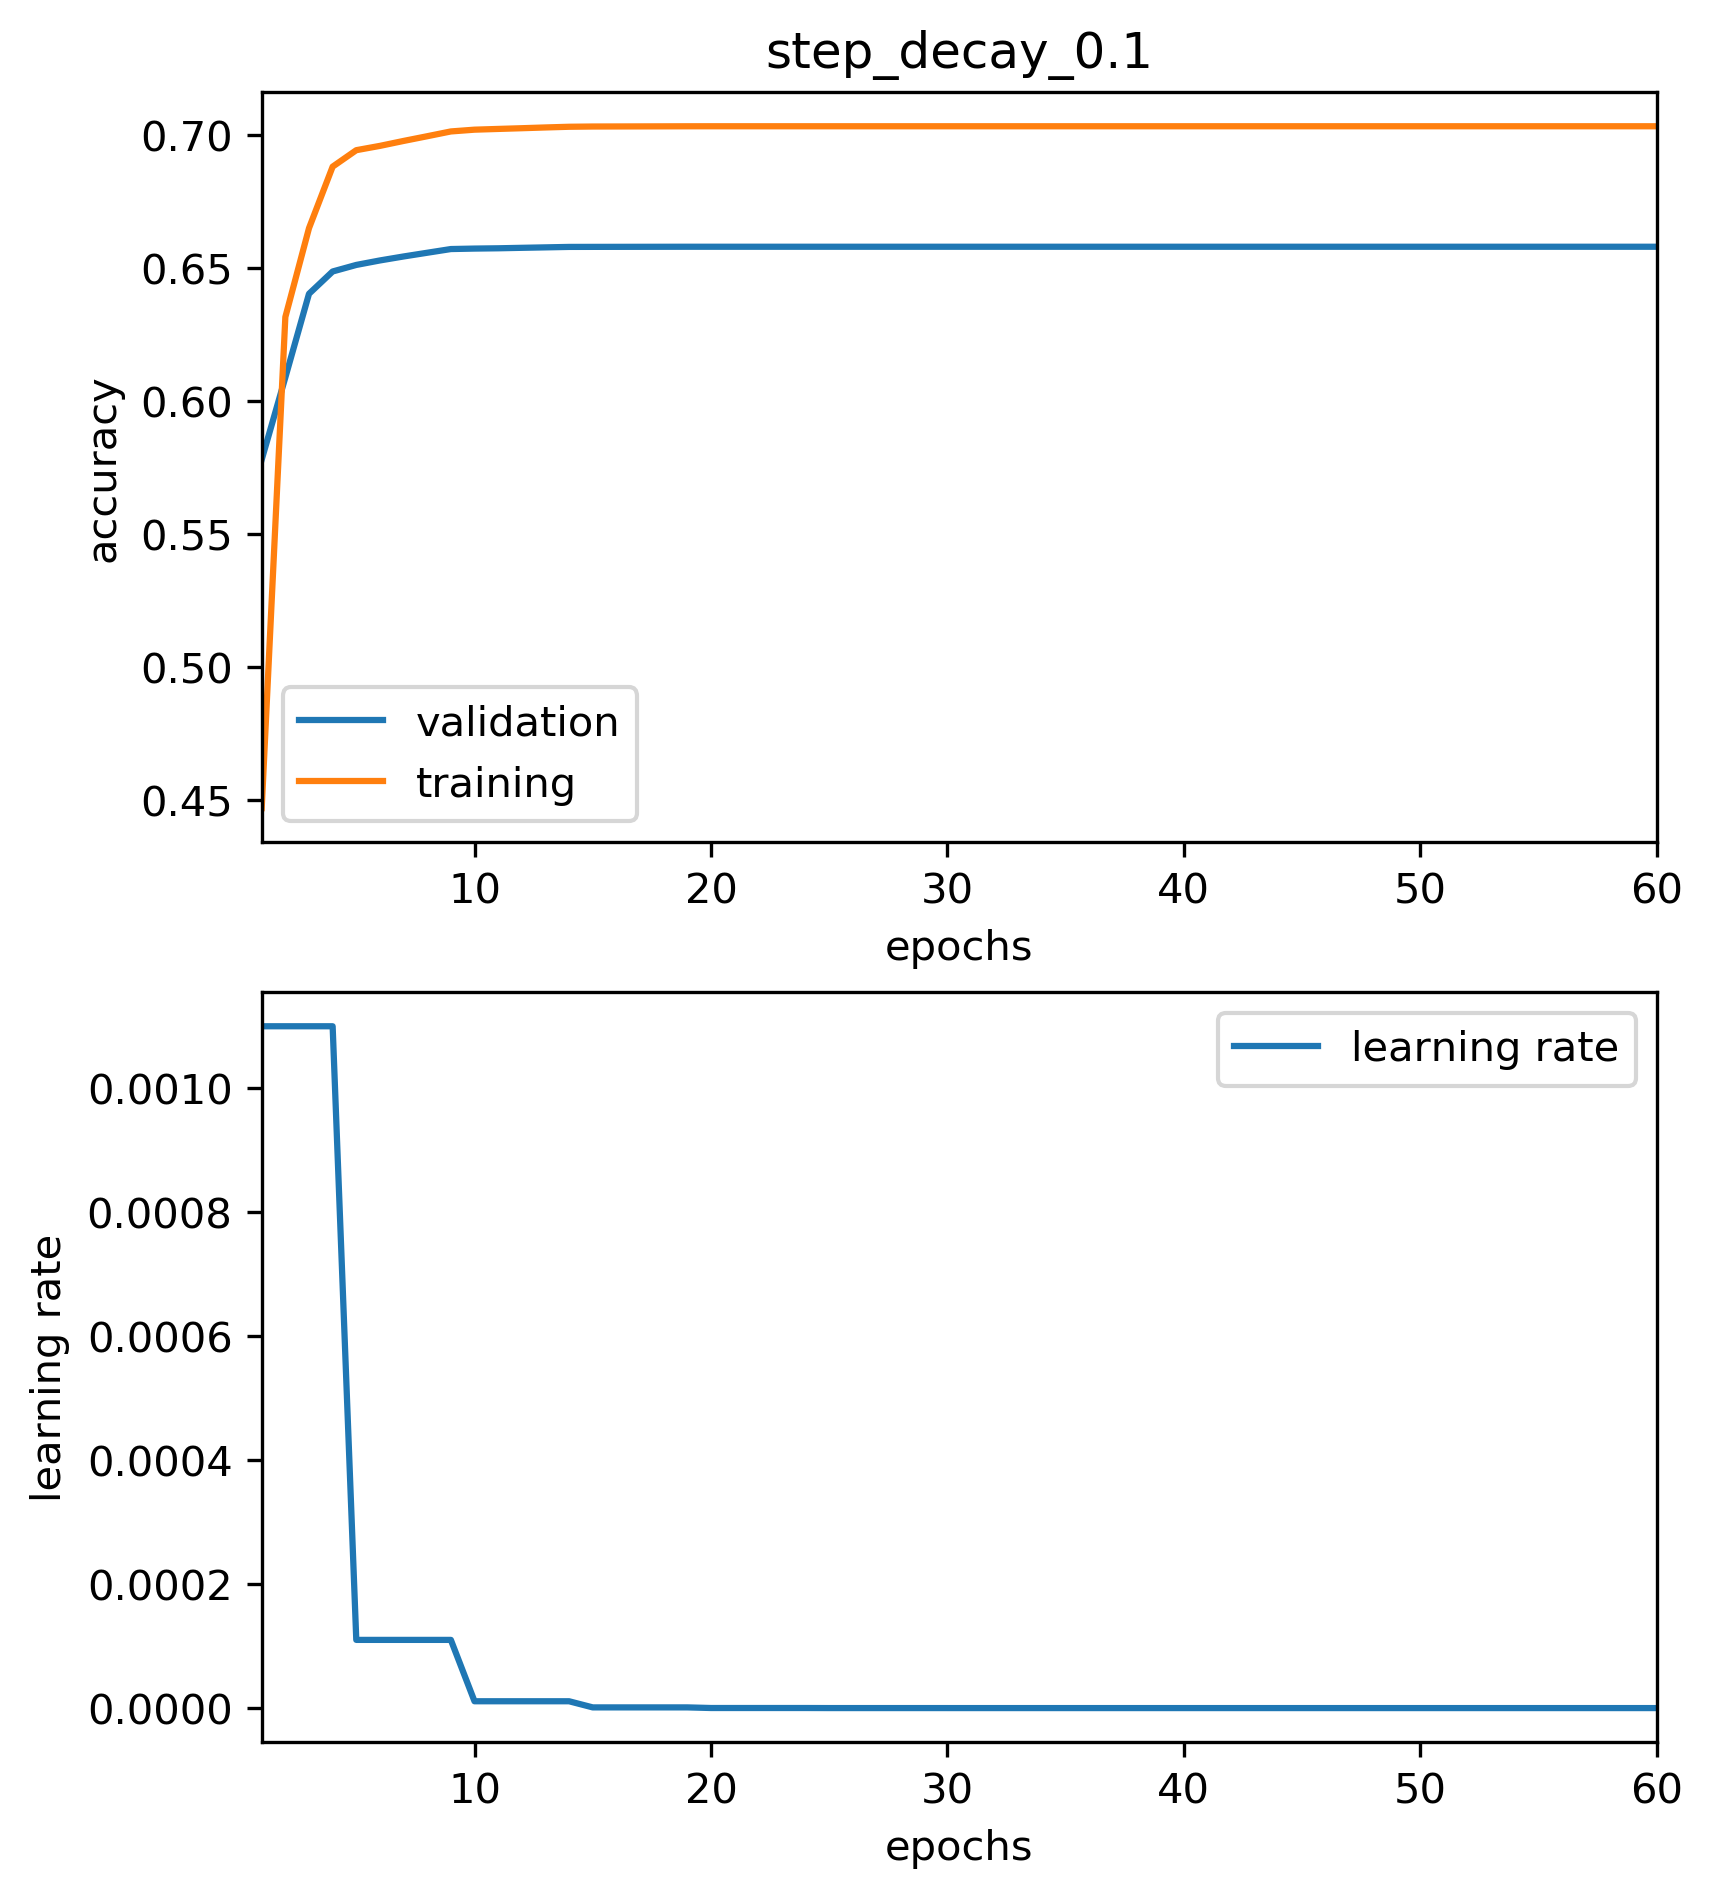 step_decay_0.1
0.70
0.65
0.60
0.55
0.50
0.45
accuracy
validation
training
10 20 30 40 50 60
epochs
learning rate
0.0010
0.0008
0.0006
0.0004
0.0002
0.0000
learning rate
10 20 30 40 50 60
epochs